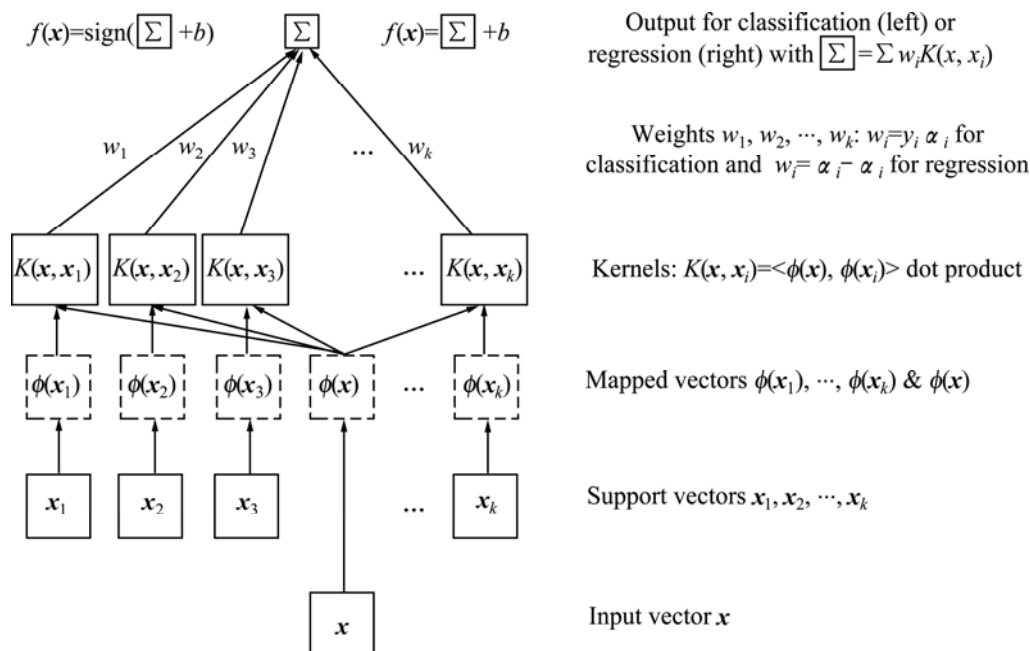 f(x)=sign(Σ+b) Σ f(x)=Σ+b
Output for classification (left) or
regression (right) with Σ=Σ wᵢK(x, xᵢ)
w₁ w₂ w₃ ... wₖ
Weights w₁, w₂, ···, wₖ: wᵢ=yᵢ αᵢ for
classification and wᵢ= αᵢ− αᵢ for regression
K(x, x₁) K(x, x₂) K(x, x₃) ... K(x, xₖ)
Kernels: K(x, xᵢ)=<ϕ(x), ϕ(xᵢ)> dot product
ϕ(x₁) ϕ(x₂) ϕ(x₃) ϕ(x) ... ϕ(xₖ)
Mapped vectors ϕ(x₁), ···, ϕ(xₖ) & ϕ(x)
x₁ x₂ x₃ ... xₖ
Support vectors x₁, x₂, ···, xₖ
x
Input vector x